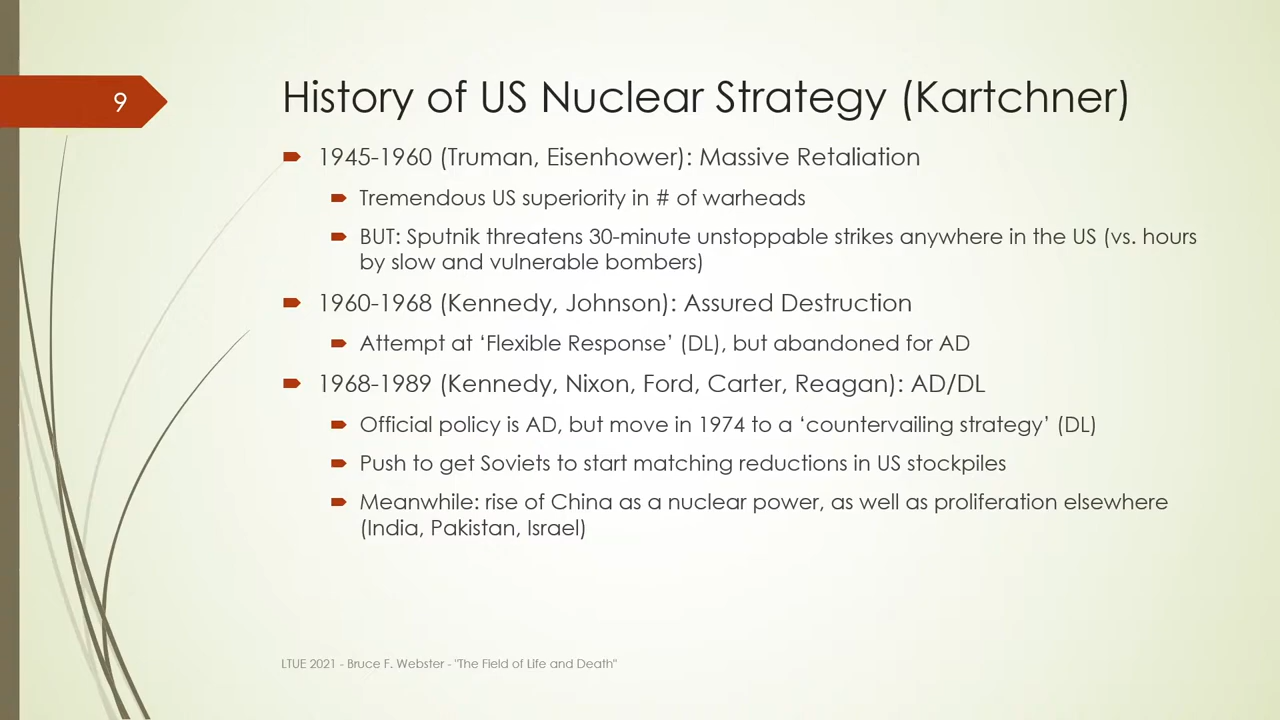 9
History of US Nuclear Strategy (Kartchner)
1945-1960 (Truman, Eisenhower): Massive Retaliation
Tremendous US superiority in # of warheads
BUT: Sputnik threatens 30-minute unstoppable strikes anywhere in the US (vs. hours
by slow and vulnerable bombers)
1960-1968 (Kennedy, Johnson): Assured Destruction
Attempt at ‘Flexible Response’ (DL), but abandoned for AD
1968-1989 (Kennedy, Nixon, Ford, Carter, Reagan): AD/DL
Official policy is AD, but move in 1974 to a ‘countervailing strategy’ (DL)
Push to get Soviets to start matching reductions in US stockpiles
Meanwhile: rise of China as a nuclear power, as well as proliferation elsewhere
(India, Pakistan, Israel)
LTUE 2021 - Bruce F. Webster - "The Field of Life and Death"